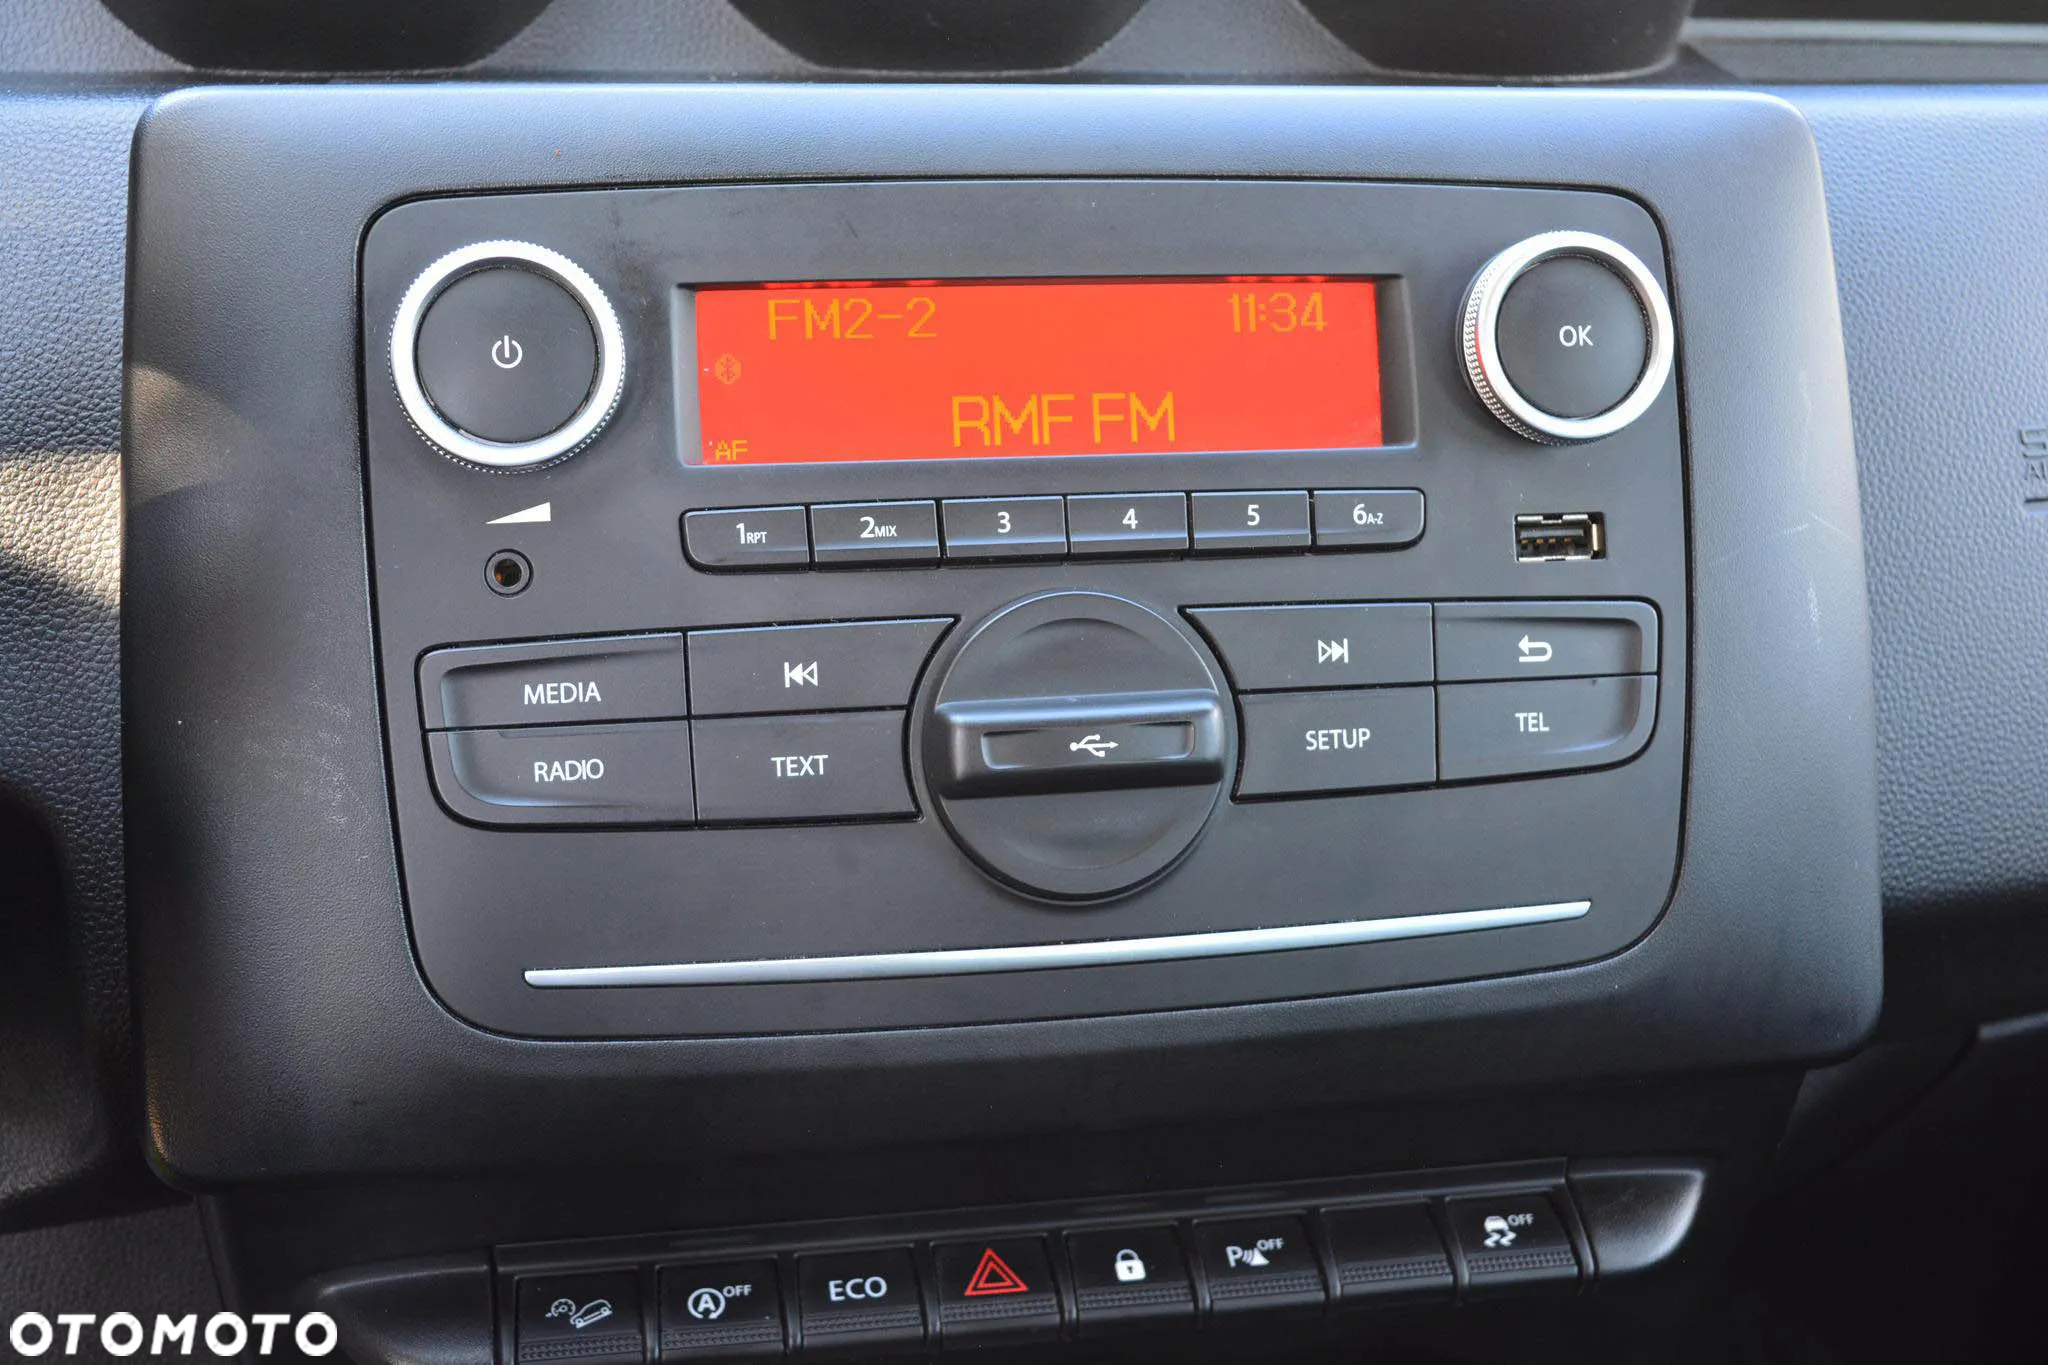 FM2-2 11:34
RMF FM
AF
OK
1RPT 2MIX 3 4 5 6A-Z
MEDIA
RADIO TEXT SETUP TEL
OFF ECO P OFF OFF
A
OTOMOTO